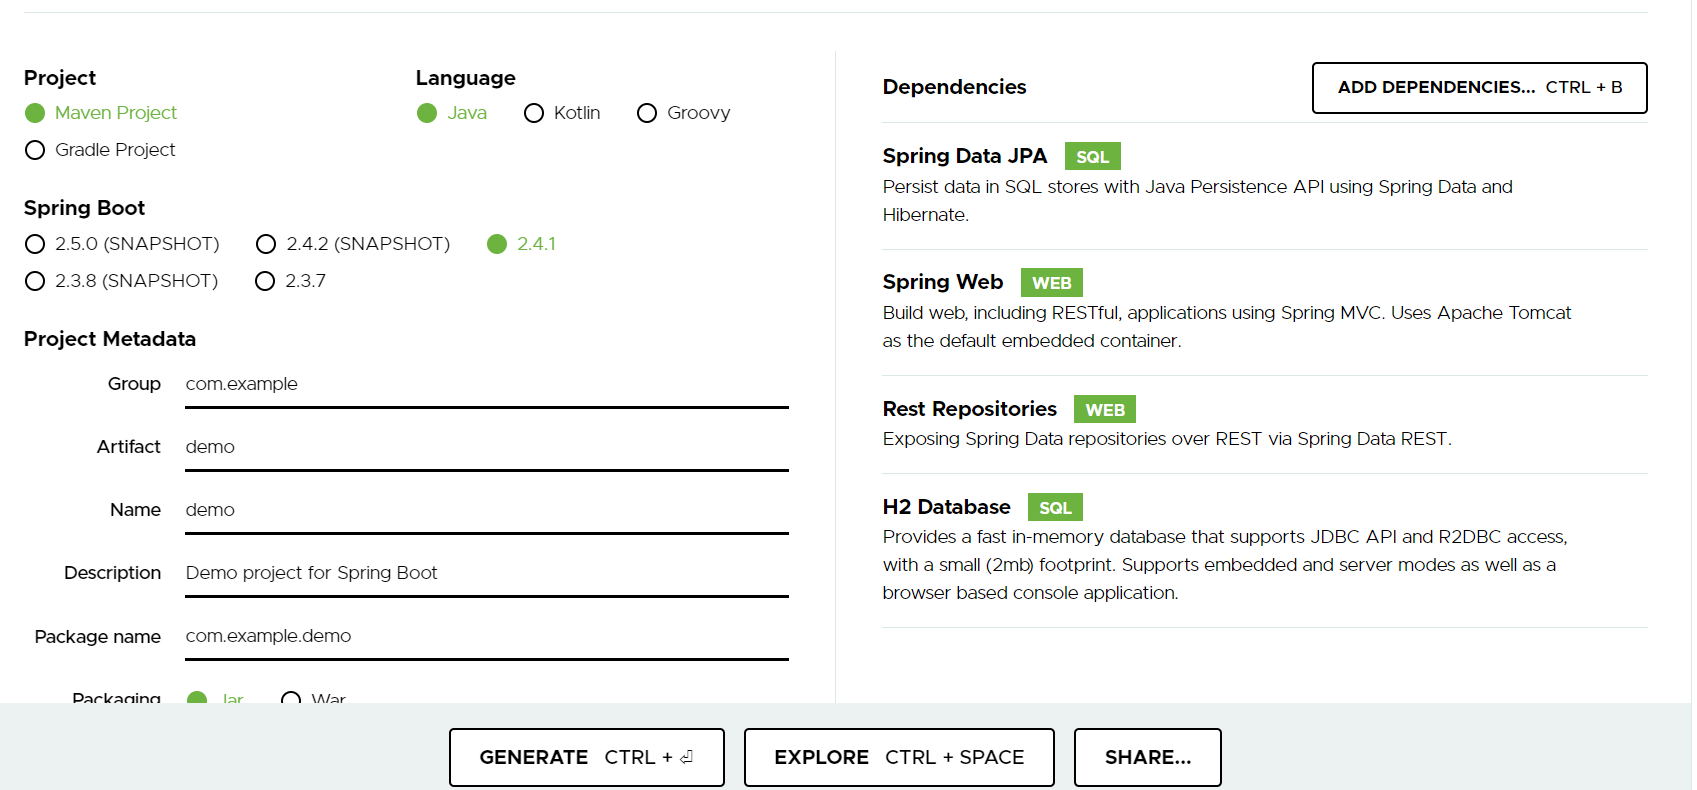 Project
Maven Project
Gradle Project
Language
Java Kotlin Groovy
Spring Boot
2.5.0 (SNAPSHOT) 2.4.2 (SNAPSHOT) 2.4.1
2.3.8 (SNAPSHOT) 2.3.7
Project Metadata
Group com.example
Artifact demo
Name demo
Description Demo project for Spring Boot
Package name com.example.demo
Packaging Jar War
Dependencies
ADD DEPENDENCIES... CTRL + B
Spring Data JPA SQL
Persist data in SQL stores with Java Persistence API using Spring Data and
Hibernate.
Spring Web WEB
Build web, including RESTful, applications using Spring MVC. Uses Apache Tomcat
as the default embedded container.
Rest Repositories WEB
Exposing Spring Data repositories over REST via Spring Data REST.
H2 Database SQL
Provides a fast in-memory database that supports JDBC API and R2DBC access,
with a small (2mb) footprint. Supports embedded and server modes as well as a
browser based console application.
GENERATE CTRL + ⏎
EXPLORE CTRL + SPACE
SHARE...